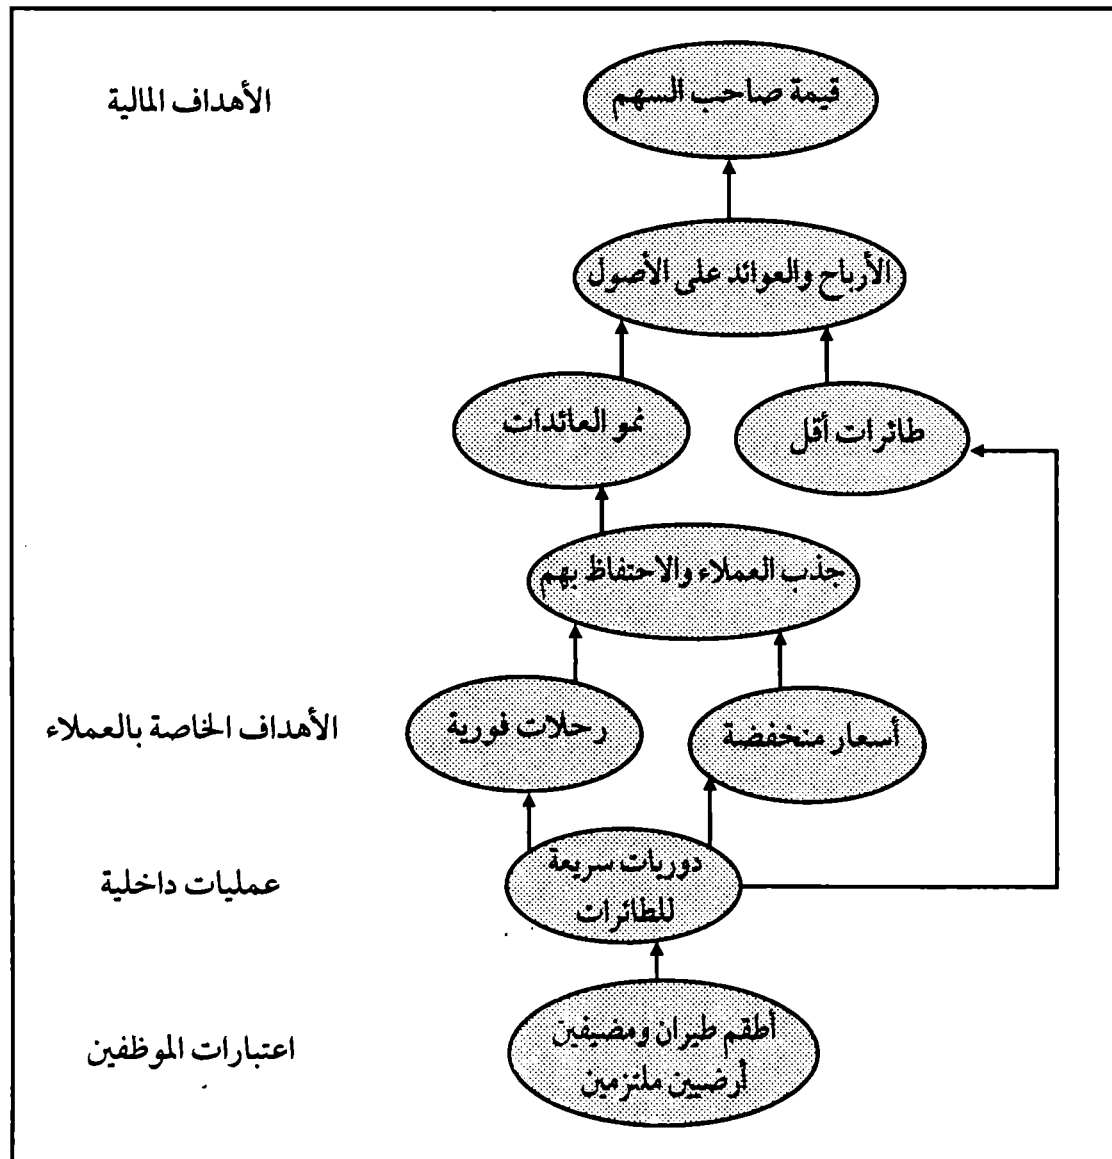 الأهداف المالية
قيمة صاحب السهم
الأرباح والعوائد على الأصول
نمو العائدات
طائرات أقل
جذب العملاء والاحتفاظ بهم
الأهداف الخاصة بالعملاء
رحلات فورية
أسعار منخفضة
عمليات داخلية
دوريات سريعة
للطائرات
اعتبارات الموظفين
أطقم طيران ومضيفين
أرضيين ملتزمين